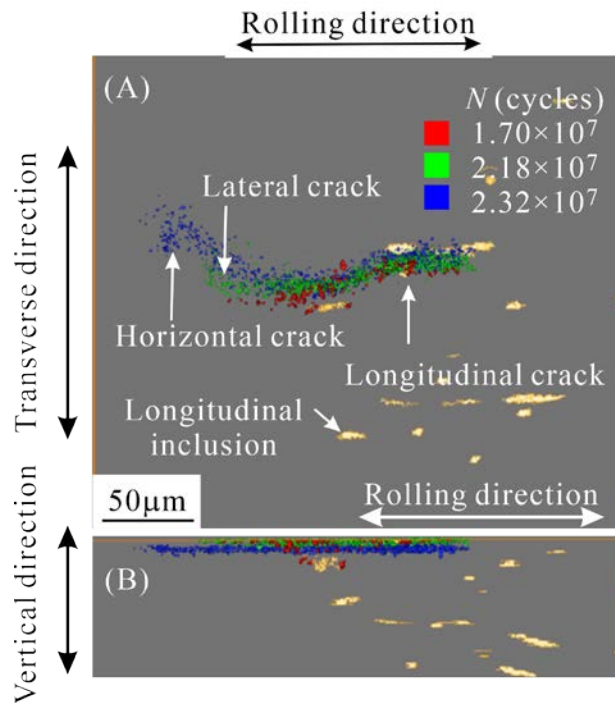 Rolling direction
(A)
N (cycles)
1.70×10⁷
2.18×10⁷
2.32×10⁷
Transverse direction
Lateral crack
Horizontal crack
Longitudinal crack
Longitudinal
inclusion
50μm
Rolling direction
Vertical direction
(B)